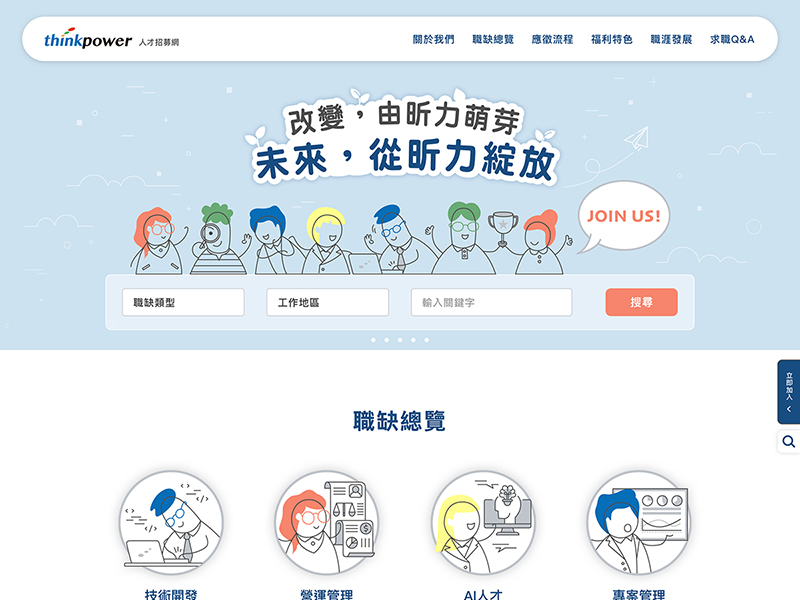 thinkpower 人才招募網
關於我們 職缺總覽 應徵流程 福利特色 職涯發展 求職Q&A
改變，由昕力萌芽
未來，從昕力綻放
JOIN US!
職缺類型 工作地區 輸入關鍵字 搜尋
立即加入
職缺總覽
技術開發 營運管理 AI人才 專案管理